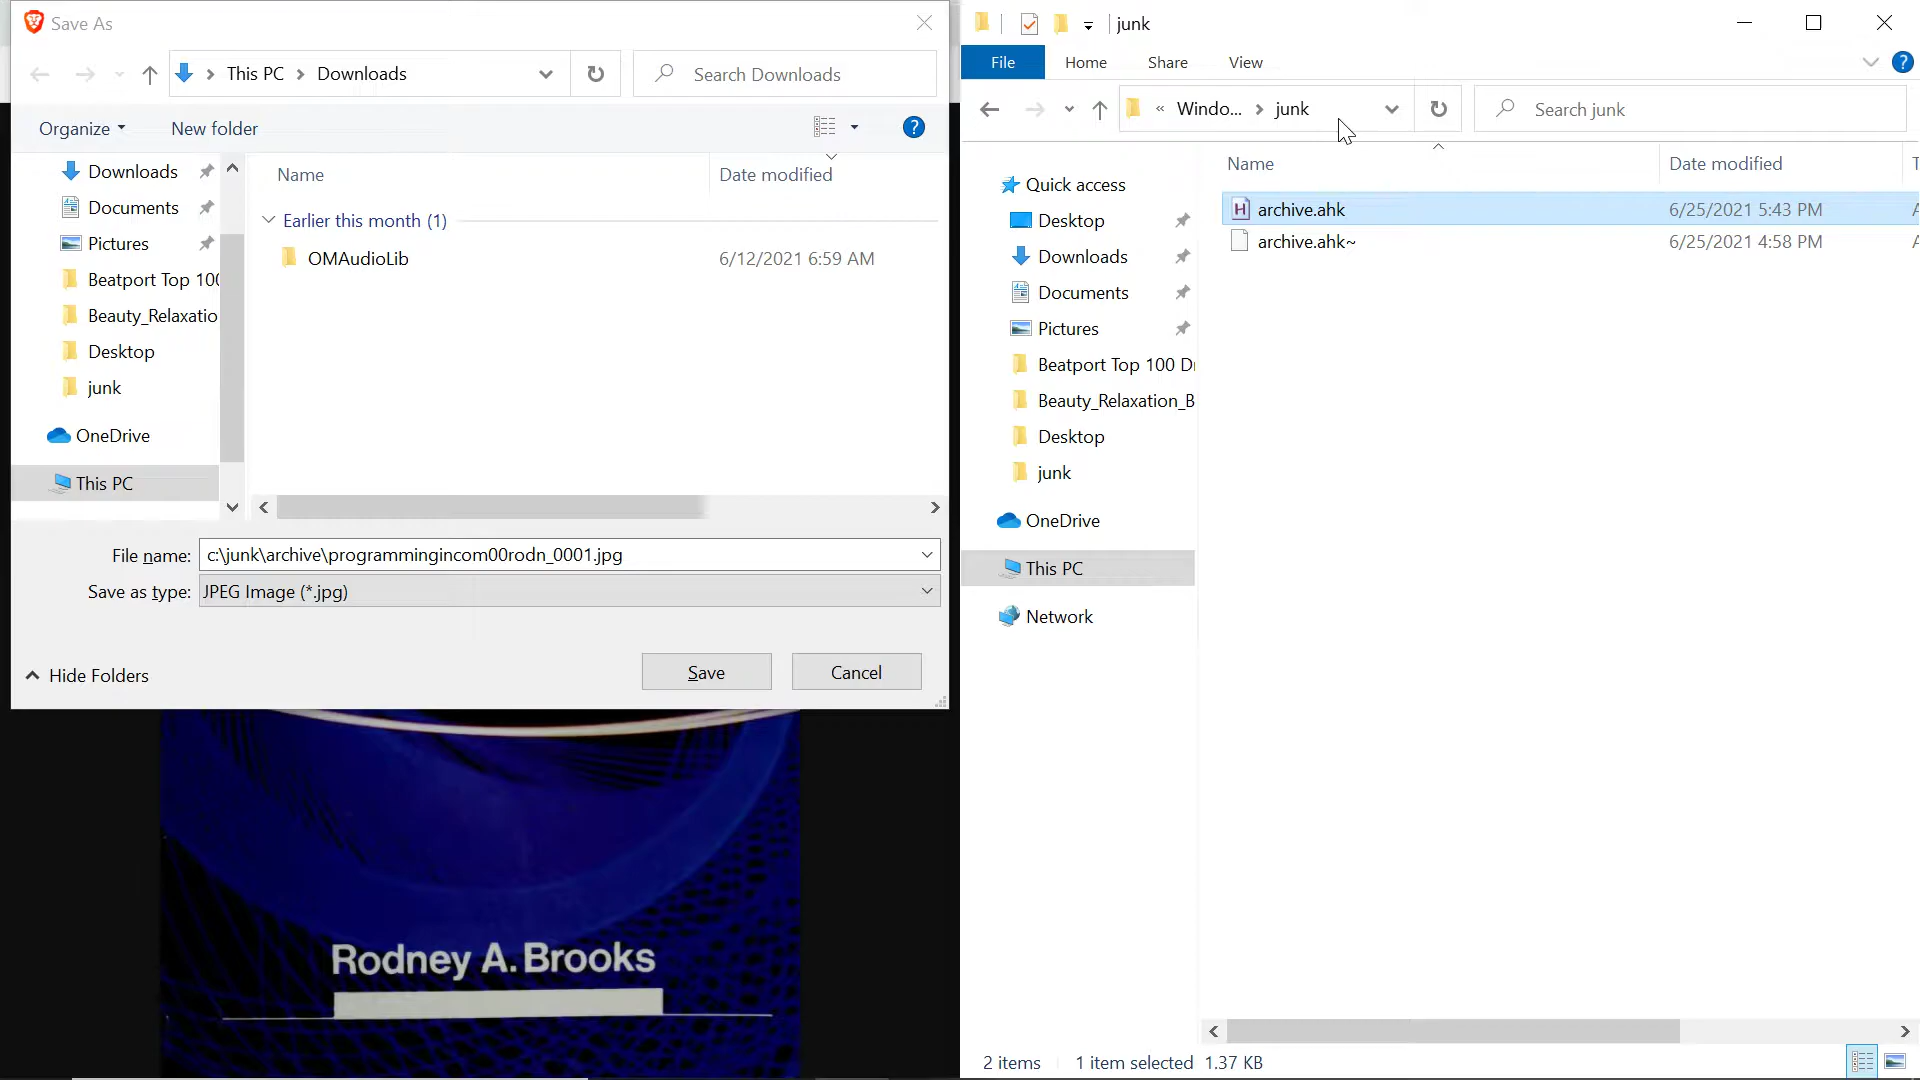 Save As
This PC > Downloads
Search Downloads
Organize
New folder
Name
Date modified
Downloads
Documents
Pictures
Beatport Top 100
Beauty_Relaxatio
Desktop
junk
OneDrive
This PC
Earlier this month (1)
OMAudioLib
6/12/2021 6:59 AM
File name:
c:\junk\archive\programmingincom00rodn_0001.jpg
Save as type:
JPEG Image (*.jpg)
Hide Folders
Save
Cancel
Rodney A. Brooks
junk
File
Home
Share
View
« Windo... > junk
Search junk
Name
Date modified
Quick access
Desktop
Downloads
Documents
Pictures
Beatport Top 100 D
Beauty_Relaxation_B
Desktop
junk
OneDrive
This PC
Network
archive.ahk
6/25/2021 5:43 PM
archive.ahk~
6/25/2021 4:58 PM
2 items
1 item selected 1.37 KB